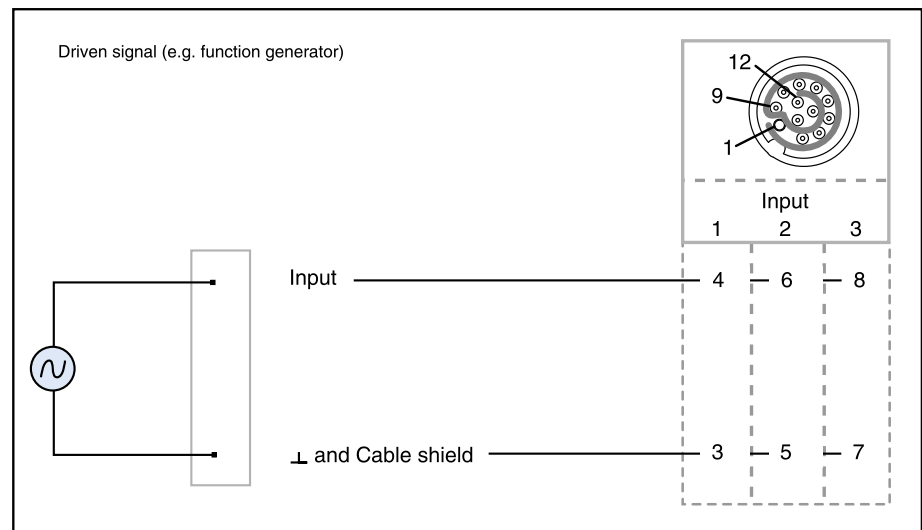 Driven signal (e.g. function generator)
12
9
1
Input
1 2 3
Input 4 6 8
⊥ and Cable shield 3 5 7